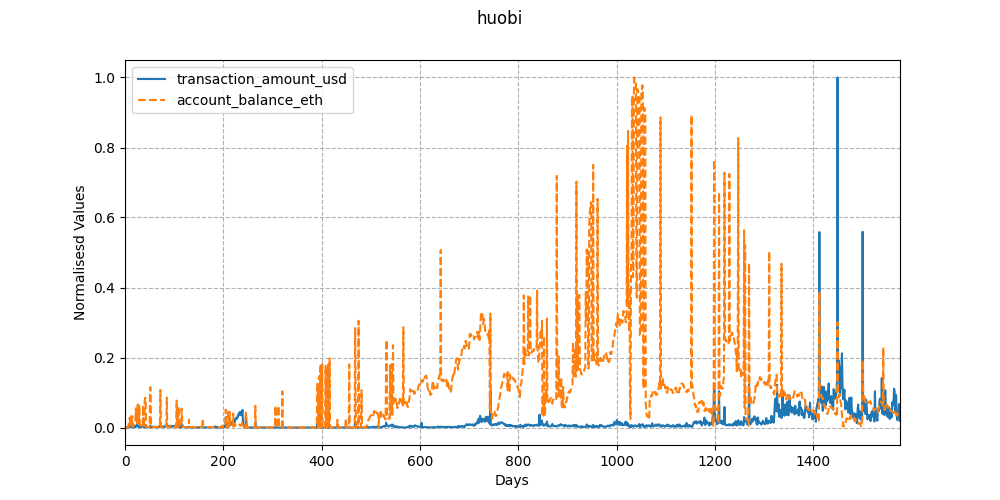 huobi
transaction_amount_usd
account_balance_eth
Normalisesd Values
1.0
0.8
0.6
0.4
0.2
0.0
0 200 400 600 800 1000 1200 1400
Days